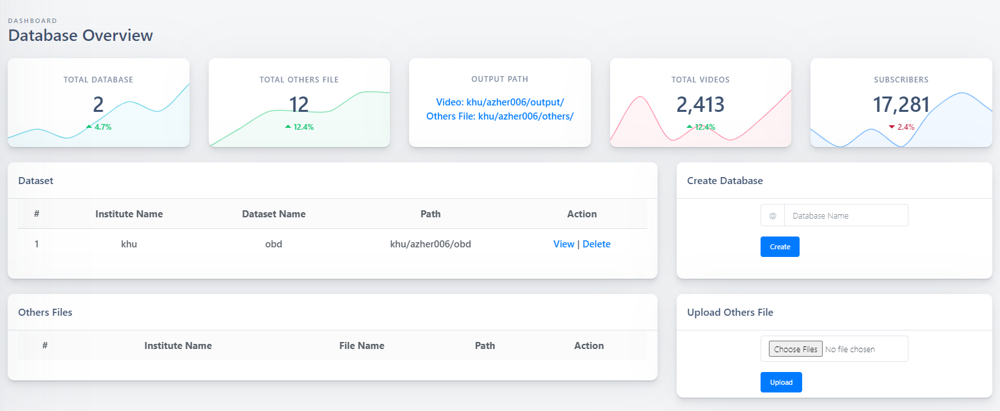 DASHBOARD
Database Overview
TOTAL DATABASE
2
4.7%
TOTAL OTHERS FILE
12
12.4%
OUTPUT PATH
Video: khu/azher006/output/
Others File: khu/azher006/others/
TOTAL VIDEOS
2,413
12.4%
SUBSCRIBERS
17,281
2.4%
Dataset
# Institute Name Dataset Name Path Action
1 khu obd khu/azher006/obd View | Delete
Create Database
@ Database Name
Create
Others Files
# Institute Name File Name Path Action
Upload Others File
Choose Files No file chosen
Upload